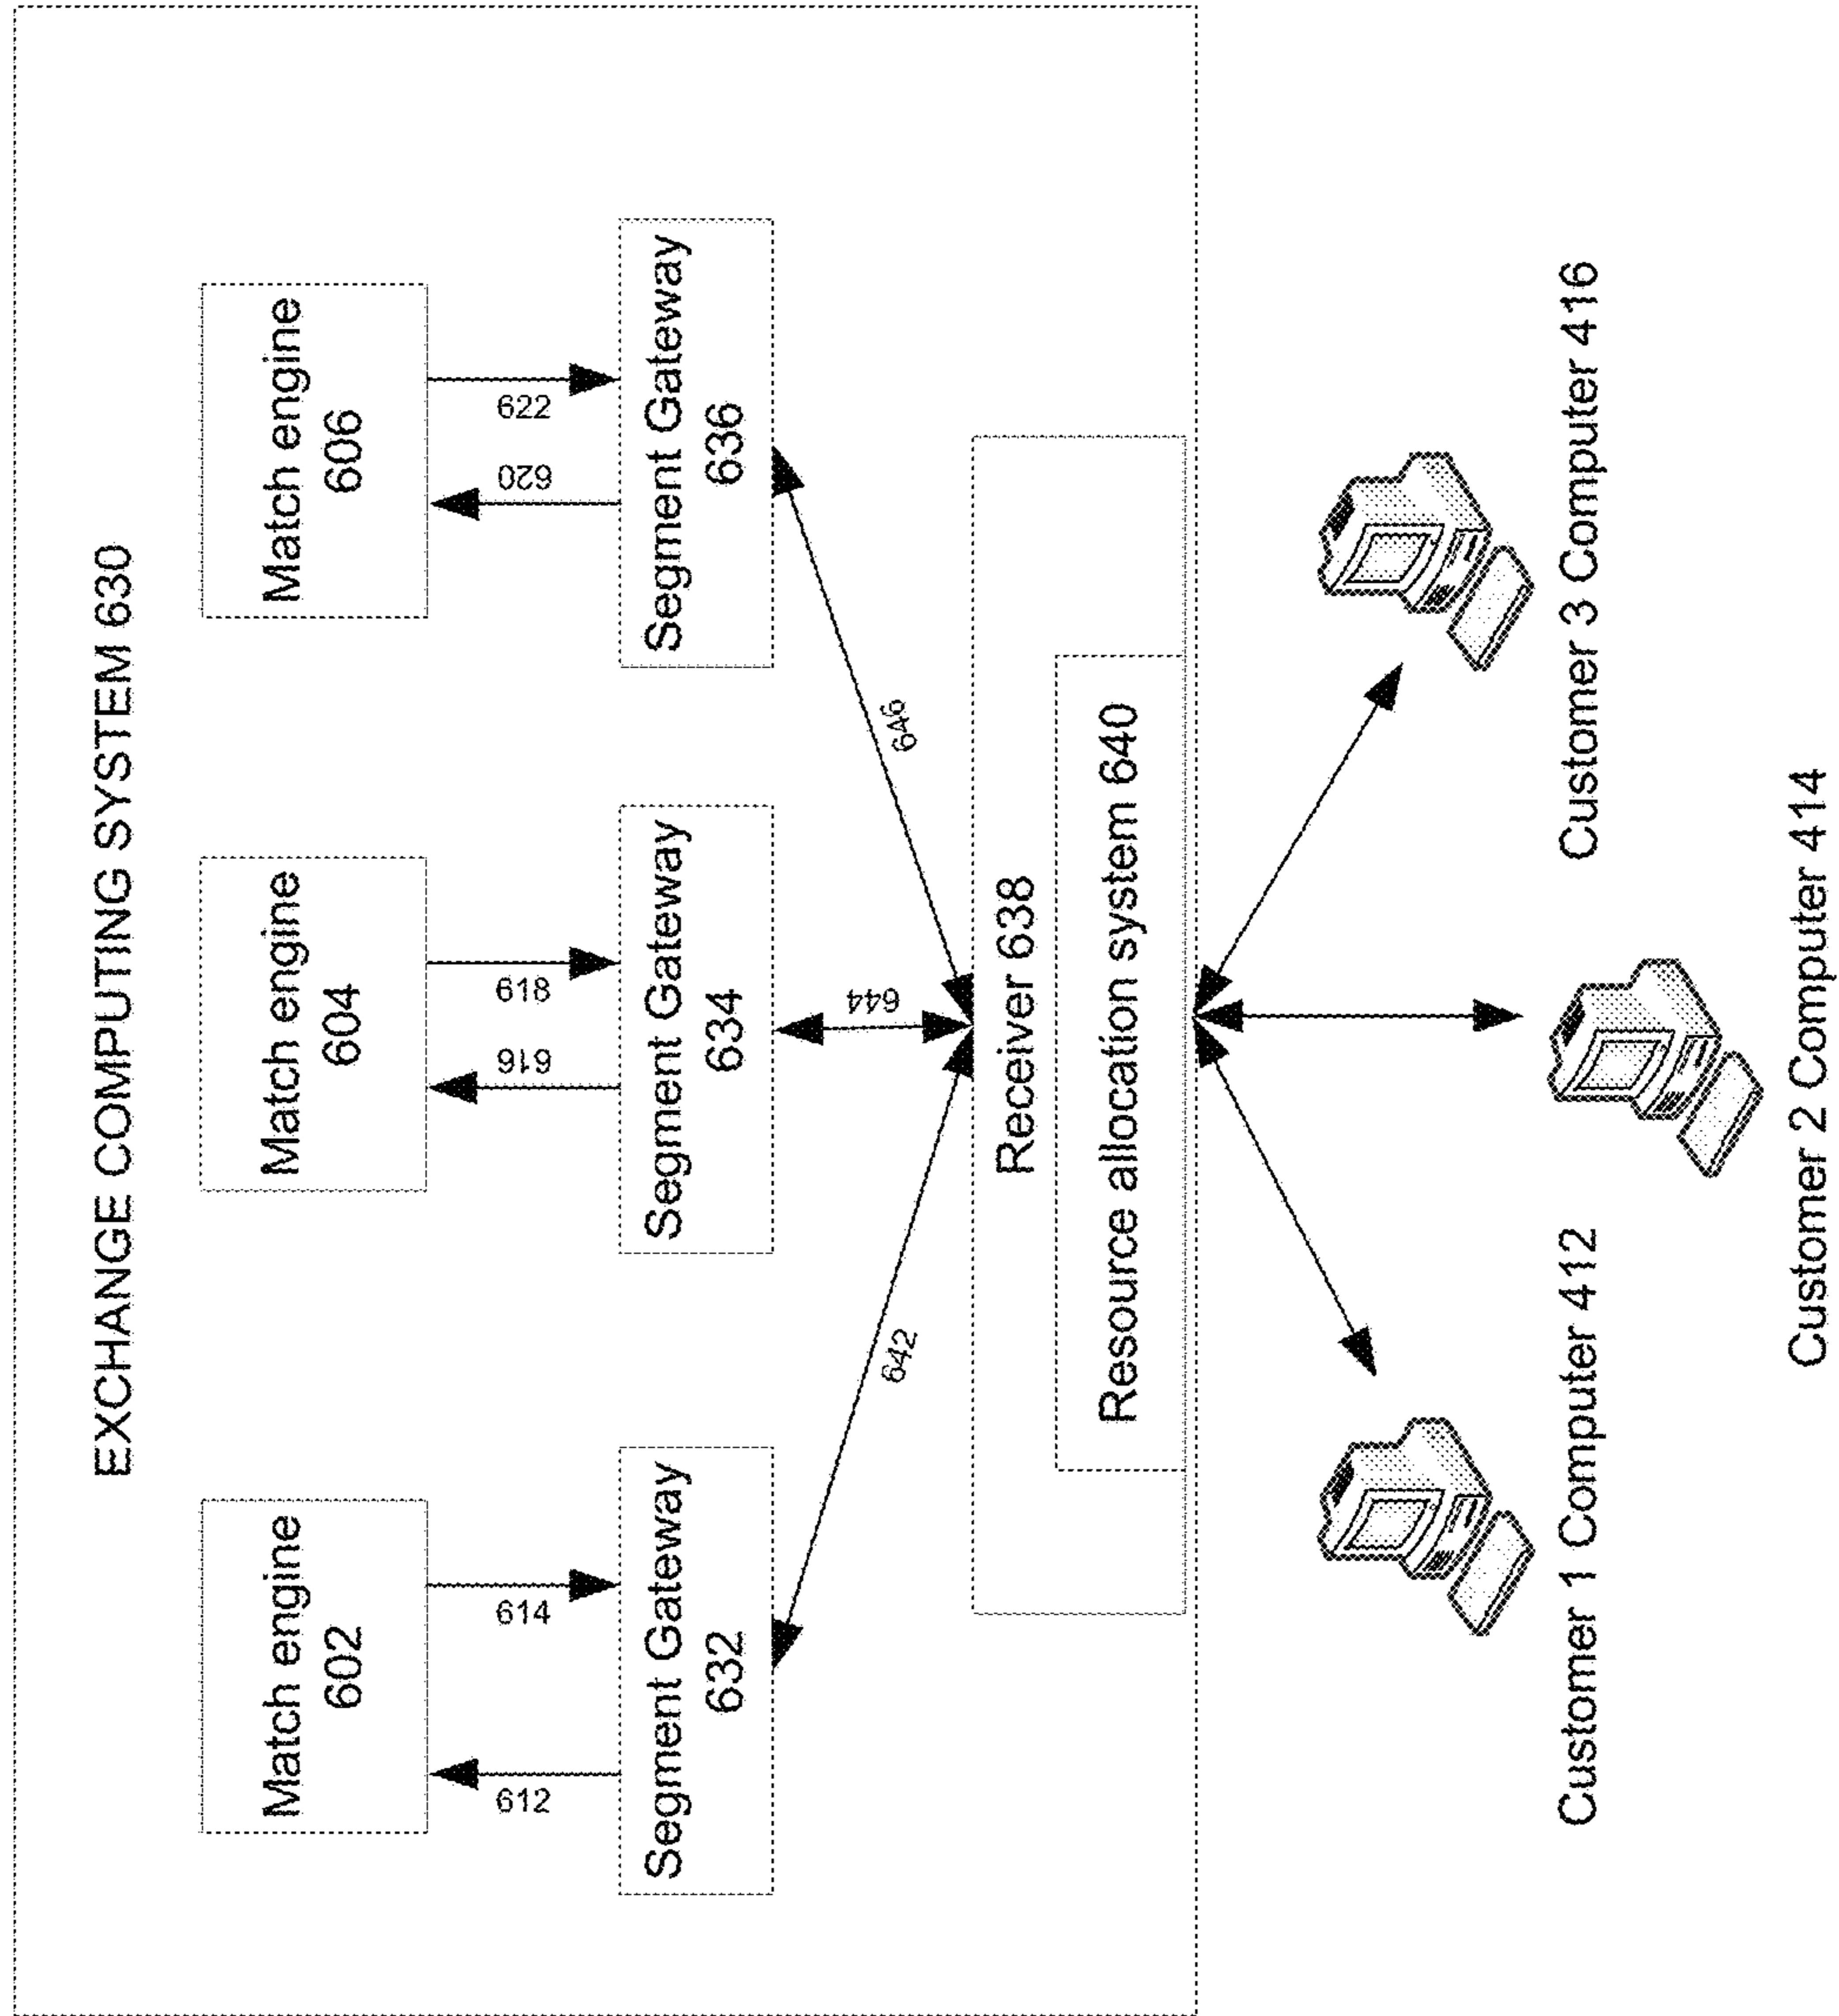 EXCHANGE COMPUTING SYSTEM 630
Match engine
602
Match engine
604
Match engine
606
612
614
616
618
620
622
Segment Gateway
632
Segment Gateway
634
Segment Gateway
636
642
644
646
Receiver 638
Resource allocation system 640
Customer 1 Computer 412
Customer 3 Computer 416
Customer 2 Computer 414